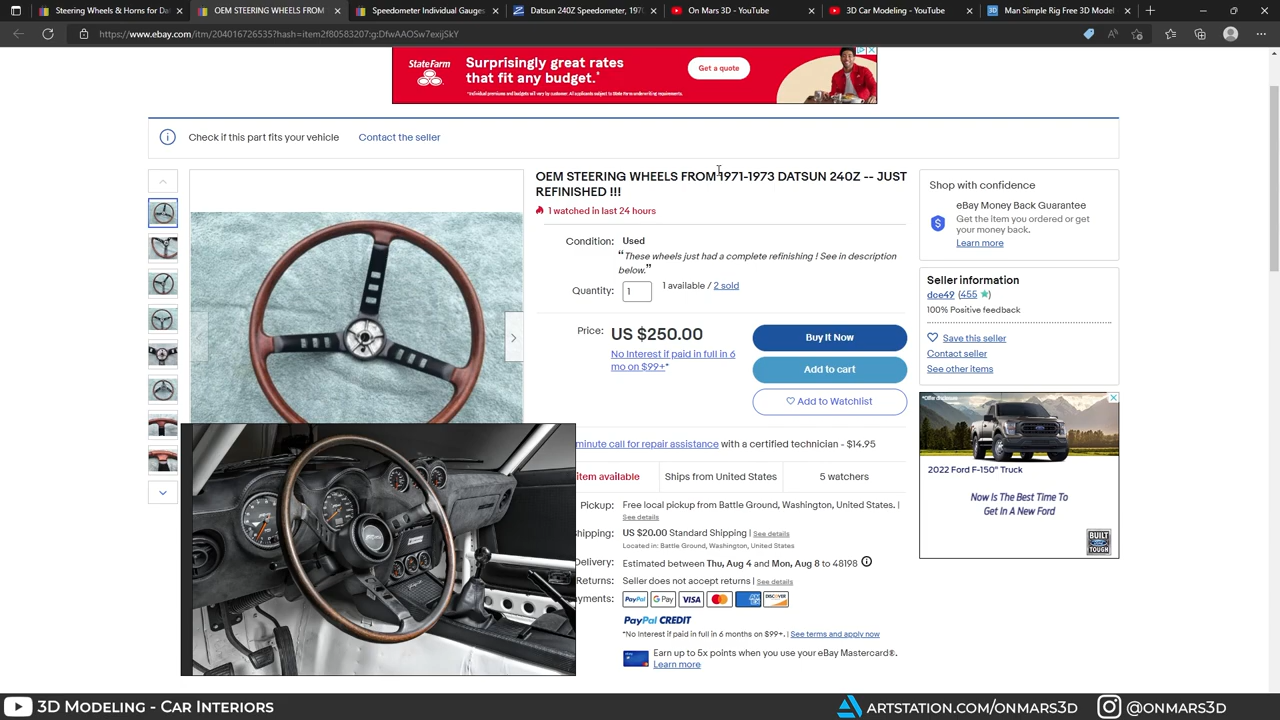 Steering Wheels & Horns for Da
OEM STEERING WHEELS FROM
Speedometer Individual Gauges
Datsun 240Z
3D Car Models
Man Simple Rig Free 3D Model
https://www.ebay.com/itm/204016726535?hash=item2f80583207:g:DfwAAOSw7exijSkY
StateFarm
Surprisingly great rates
that fit any budget.*
Get a quote
Check if this part fits your vehicle
Contact the seller
OEM STEERING WHEELS FROM 1971-1973 DATSUN 240Z -- JUST
REFINISHED !!!
1 watched in last 24 hours
Condition: Used
“These wheels just had a complete refinishing ! See in description
below.”
Quantity: 1 1 available / 2 sold
Price: US $250.00
No Interest if paid in full in 6
mo on $99+*
Buy It Now
Add to cart
Add to Watchlist
minute call for repair assistance with a certified technician - $14.95
item available
Ships from United States
5 watchers
Pickup: Free local pickup from Battle Ground, Washington, United States. |
See details
hipping: US $20.00 Standard Shipping | See details
Located in: Battle Ground, Washington, United States
Delivery: Estimated between Thu, Aug 4 and Mon, Aug 8 to 48198
Returns: Seller does not accept returns | See details
yments: PayPal G Pay VISA DISCOVER
PayPal CREDIT
*No Interest if paid in full in 6 months on $99+. | See terms and apply now
Earn up to 5x points when you use your eBay Mastercard®.
Learn more
Shop with confidence
eBay Money Back Guarantee
Get the item you ordered or get
your money back.
Learn more
Seller information
dce49 (455)
100% Positive feedback
Save this seller
Contact seller
See other items
*Offer disclosure
2022 Ford F-150® Truck
Now Is The Best Time To
Get In A New Ford
BUILT
Ford
TOUGH
3D Modeling - Car Interiors
ARTSTATION.com/ONMARS3D
@ONMARS3D